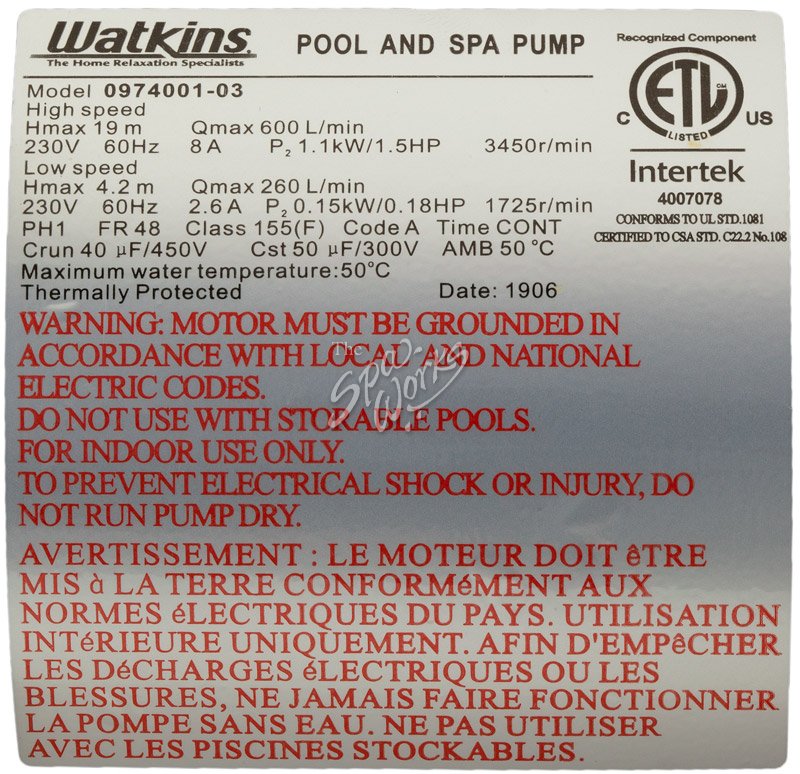 Watkins
The Home Relaxation Specialists
POOL AND SPA PUMP
Recognized Component
ETL CM
LISTED
C US
Intertek
4007078
CONFORMS TO UL STD.1081
CERTIFIED TO CSA STD. C22.2 No.108
Model 0974001-03
High speed
Hmax 19 m Qmax 600 L/min
230V 60Hz 8 A P2 1.1kW/1.5HP 3450r/min
Low speed
Hmax 4.2 m Qmax 260 L/min
230V 60Hz 2.6 A P2 0.15kW/0.18HP 1725r/min
PH1 FR 48 Class 155(F) Code A Time CONT
Crun 40 μF/450V Cst 50 μF/300V AMB 50 °C
Maximum water temperature:50°C
Thermally Protected Date: 1906
WARNING: MOTOR MUST BE GROUNDED IN
ACCORDANCE WITH LOCAL AND NATIONAL
ELECTRIC CODES.
DO NOT USE WITH STORABLE POOLS.
FOR INDOOR USE ONLY.
TO PREVENT ELECTRICAL SHOCK OR INJURY, DO
NOT RUN PUMP DRY.
The
Spa
Works
AVERTISSEMENT : LE MOTEUR DOIT êTRE
MIS à LA TERRE CONFORMéMENT AUX
NORMES éLECTRIQUES DU PAYS. UTILISATION
INTéRIEURE UNIQUEMENT. AFIN D'EMPêCHER
LES DéCHARGES éLECTRIQUES OU LES
BLESSURES, NE JAMAIS FAIRE FONCTIONNER
LA POMPE SANS EAU. NE PAS UTILISER
AVEC LES PISCINES STOCKABLES.